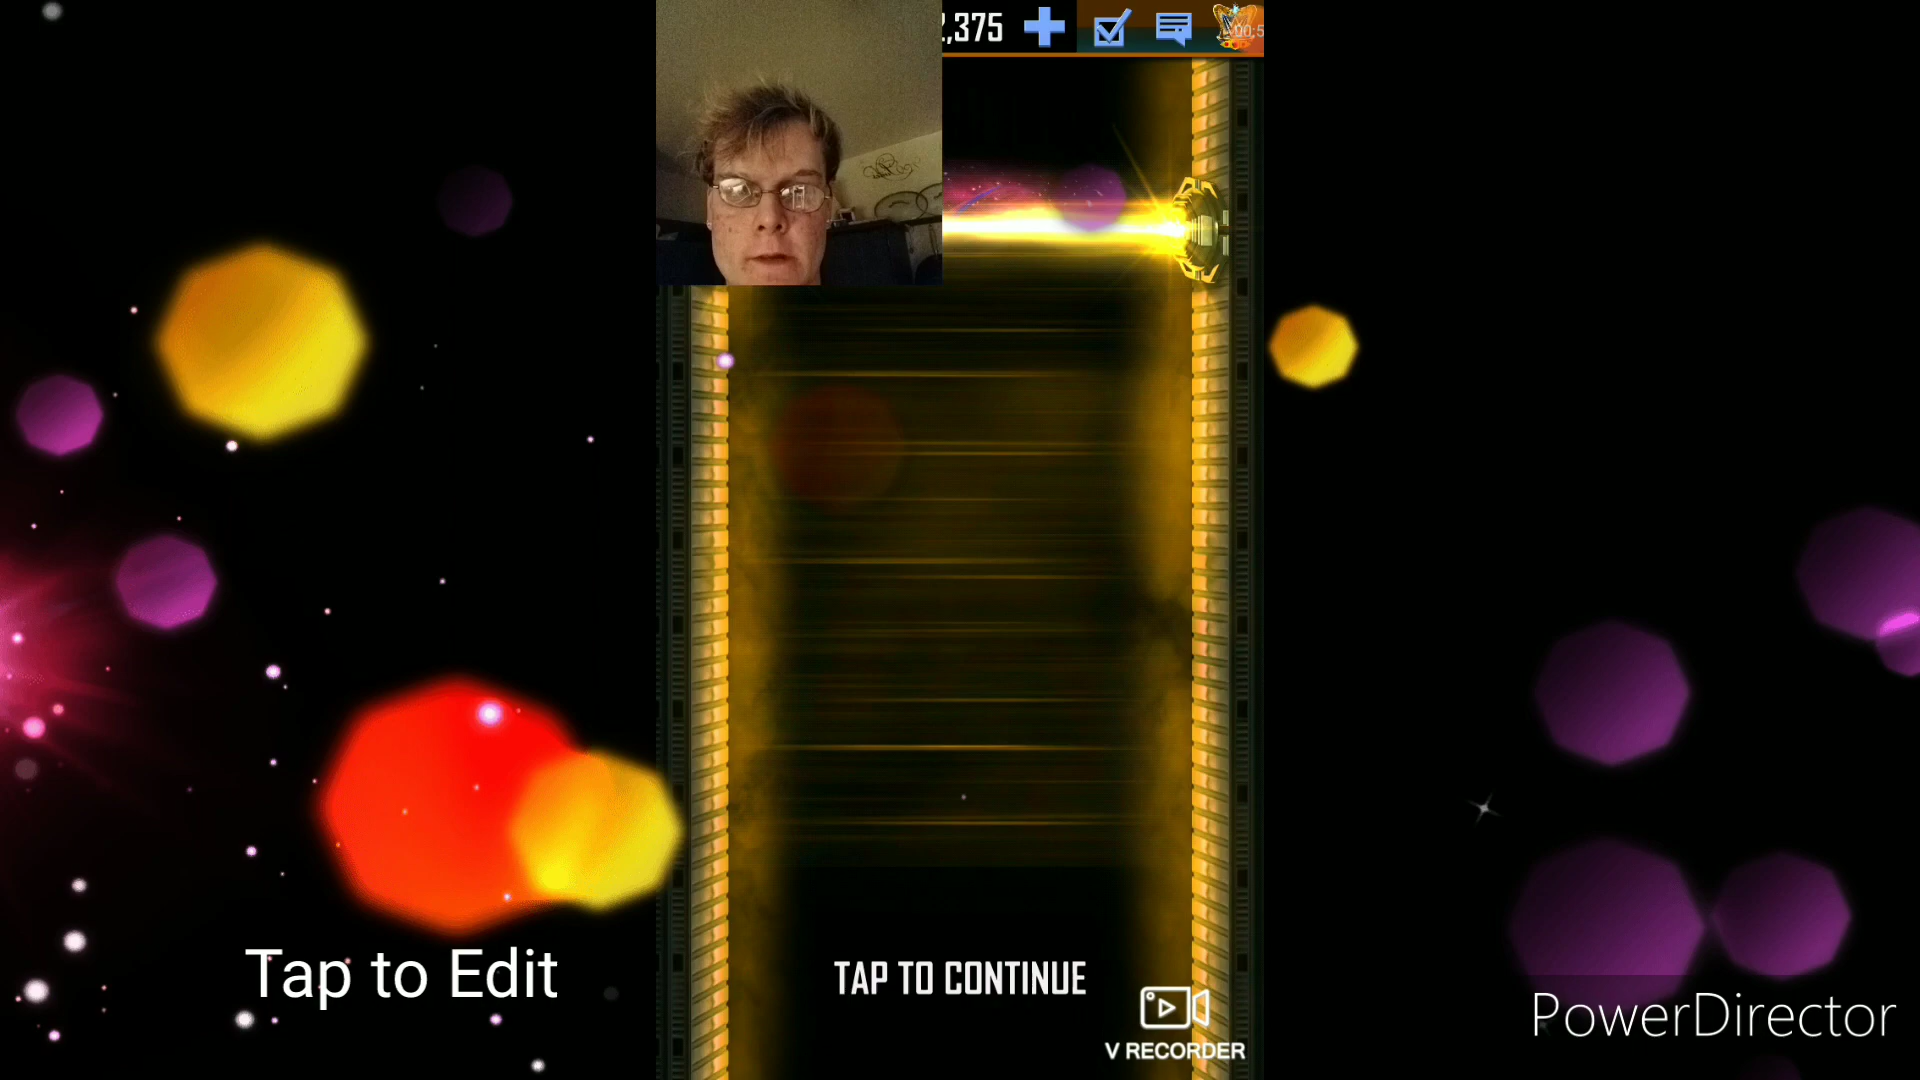 ,375
Tap to Edit
TAP TO CONTINUE
V RECORDER
PowerDirector